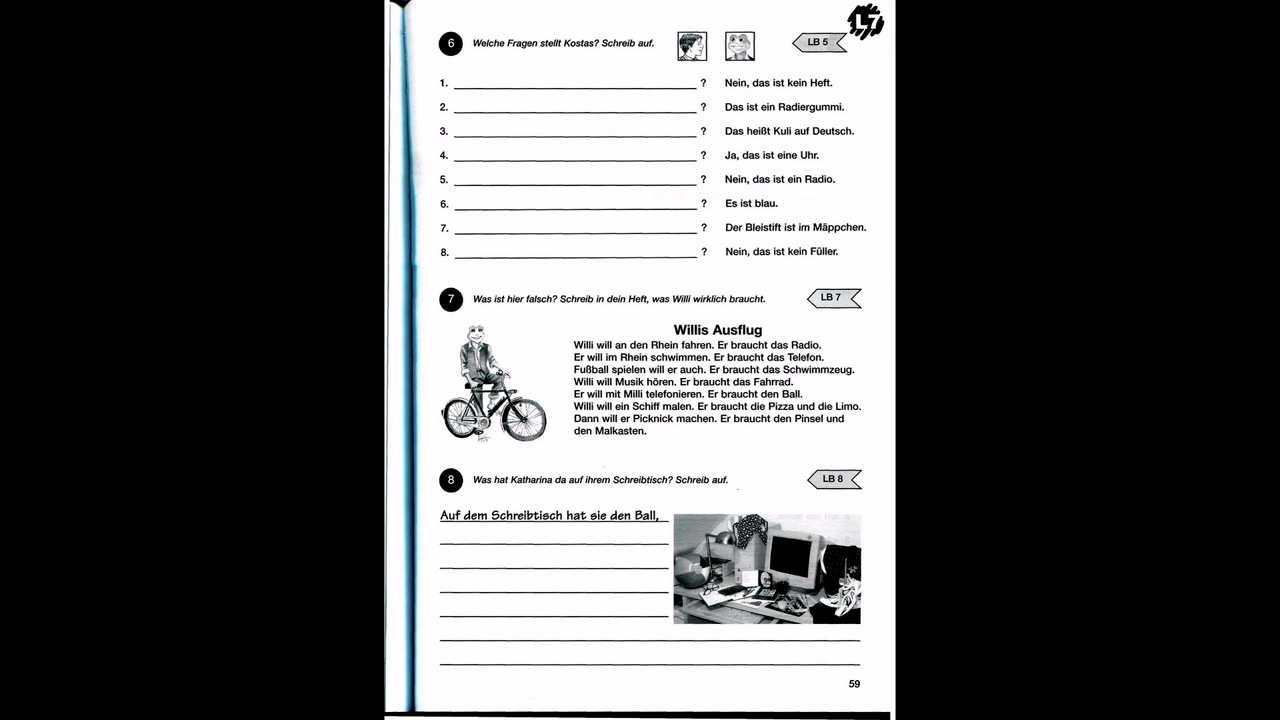 L7
6 Welche Fragen stellt Kostas? Schreib auf. LB 5
1. ? Nein, das ist kein Heft.
2. ? Das ist ein Radiergummi.
3. ? Das heißt Kuli auf Deutsch.
4. ? Ja, das ist eine Uhr.
5. ? Nein, das ist ein Radio.
6. ? Es ist blau.
7. ? Der Bleistift ist im Mäppchen.
8. ? Nein, das ist kein Füller.
7 Was ist hier falsch? Schreib in dein Heft, was Willi wirklich braucht. LB 7
Willis Ausflug
Willi will an den Rhein fahren. Er braucht das Radio.
Er will im Rhein schwimmen. Er braucht das Telefon.
Fußball spielen will er auch. Er braucht das Schwimmzeug.
Willi will Musik hören. Er braucht das Fahrrad.
Er will mit Milli telefonieren. Er braucht den Ball.
Willi will ein Schiff malen. Er braucht die Pizza und die Limo.
Dann will er Picknick machen. Er braucht den Pinsel und
den Malkasten.
8 Was hat Katharina da auf ihrem Schreibtisch? Schreib auf. LB 8
Auf dem Schreibtisch hat sie den Ball,
59